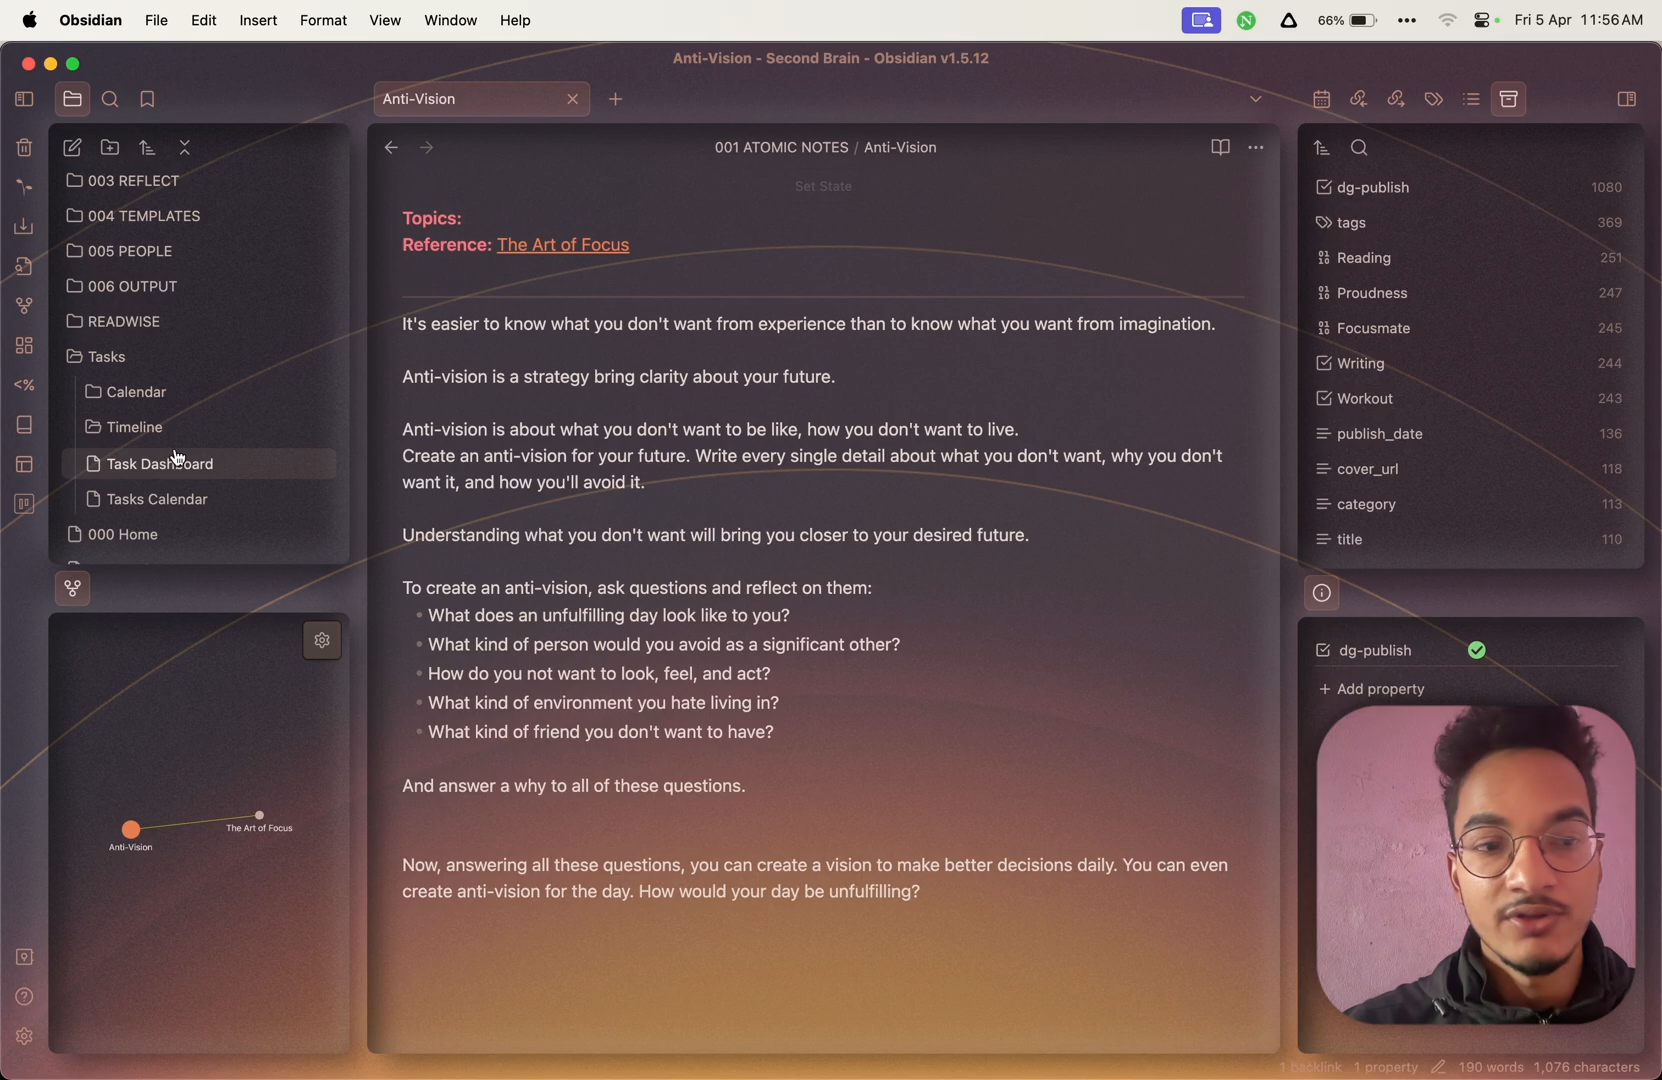 Obsidian File Edit Insert Format View Window Help
66% Fri 5 Apr 11:56 AM
Anti-Vision - Second Brain - Obsidian v1.5.12
Anti-Vision
003 REFLECT
004 TEMPLATES
005 PEOPLE
006 OUTPUT
READWISE
Tasks
Calendar
Timeline
Task Dashboard
Tasks Calendar
000 Home
Anti-Vision
The Art of Focus
001 ATOMIC NOTES / Anti-Vision
Set State
Topics:
Reference: The Art of Focus
It's easier to know what you don't want from experience than to know what you want from imagination.
Anti-vision is a strategy bring clarity about your future.
Anti-vision is about what you don't want to be like, how you don't want to live.
Create an anti-vision for your future. Write every single detail about what you don't want, why you don't
want it, and how you'll avoid it.
Understanding what you don't want will bring you closer to your desired future.
To create an anti-vision, ask questions and reflect on them:
• What does an unfulfilling day look like to you?
• What kind of person would you avoid as a significant other?
• How do you not want to look, feel, and act?
• What kind of environment you hate living in?
• What kind of friend you don't want to have?
And answer a why to all of these questions.
Now, answering all these questions, you can create a vision to make better decisions daily. You can even
create anti-vision for the day. How would your day be unfulfilling?
dg-publish 1080
tags 369
Reading 251
Proudness 247
Focusmate 245
Writing 244
Workout 243
publish_date 136
cover_url 118
category 113
title 110
dg-publish
+ Add property
1 backlink 1 property 190 words 1,076 characters